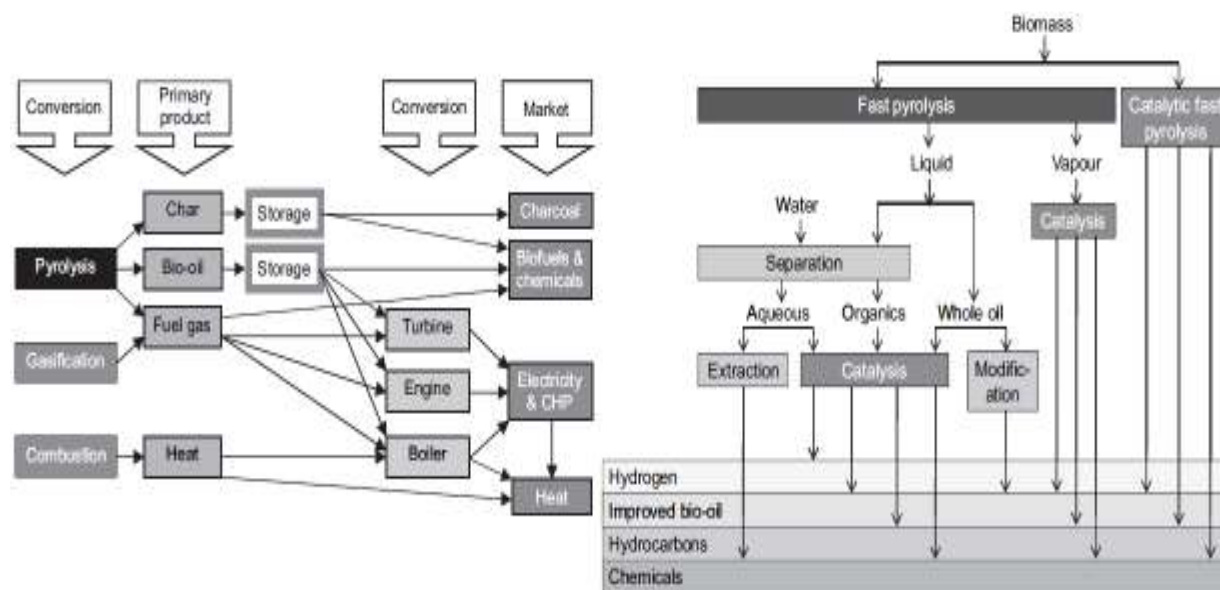 Conversion
Primary
product
Conversion
Market
Char
Storage
Charcoal
Pyrolysis
Bio-oil
Storage
Biofuels &
chemicals
Fuel gas
Turbine
Gasification
Engine
Electricity
& CHP
Combustion
Heat
Boiler
Heat
Biomass
Fast pyrolysis
Catalytic fast
pyrolysis
Liquid
Vapour
Water
Catalysis
Separation
Aqueous
Organics
Whole oil
Extraction
Catalysis
Modific-
ation
Hydrogen
Improved bio-oil
Hydrocarbons
Chemicals